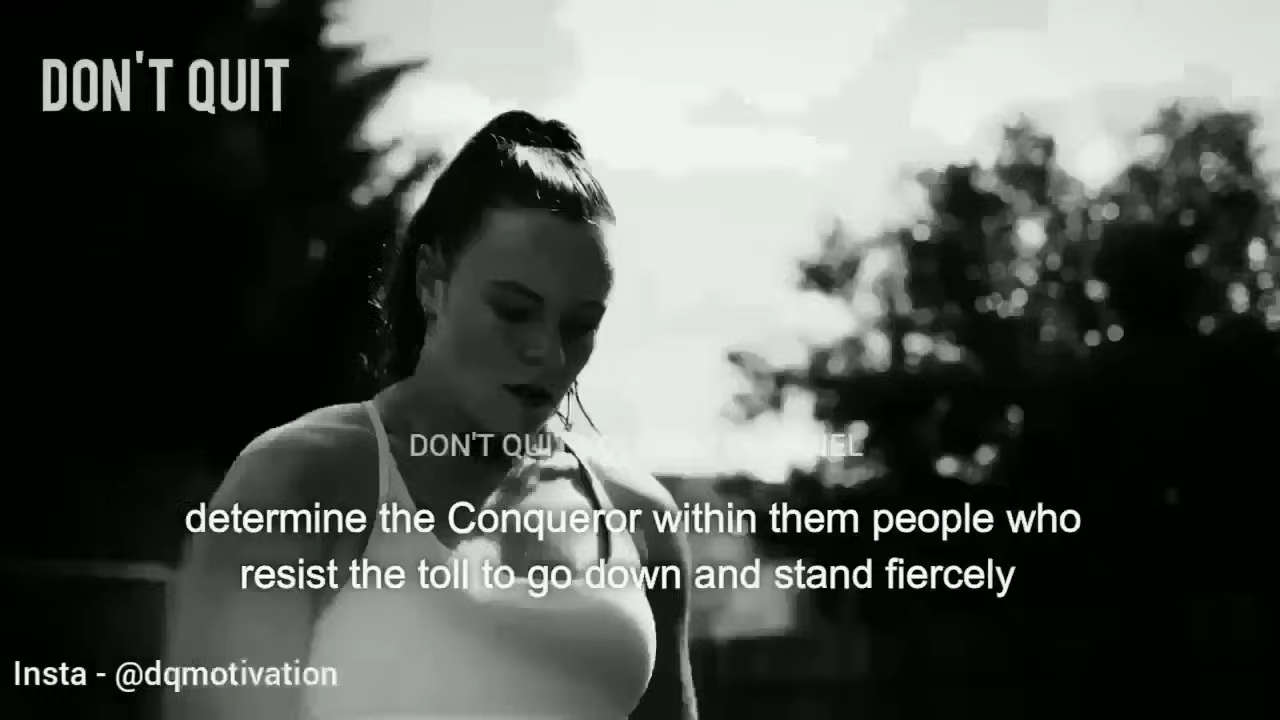 DON'T QUIT
DON'T QUIT
determine the Conqueror within them people who
resist the toll to go down and stand fiercely
Insta - @dqmotivation